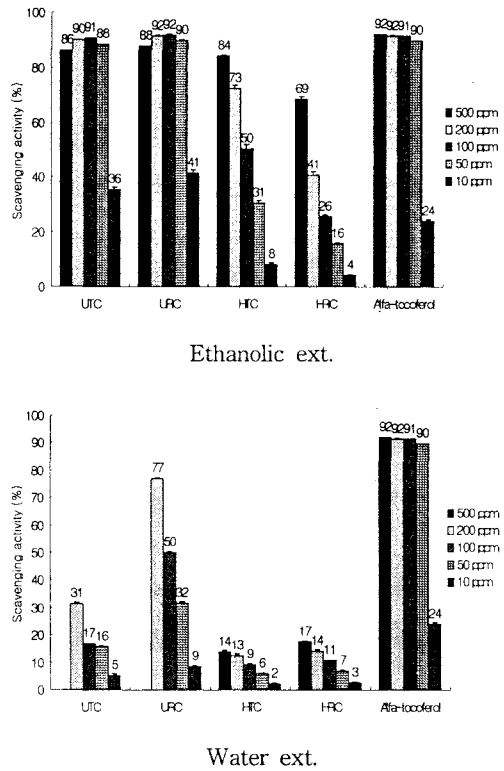 100
80
60
40
20
0
Scavenging activity (%)
86 90 91 88 36
88 92 92 90 41
84 73 50 31 8
69 41 26 16 4
92 92 91 90 24
UTC URC HTC HRC Alfa-tocoferol
500 ppm
200 ppm
100 ppm
50 ppm
10 ppm
Ethanolic ext.
100
90
80
70
60
50
40
30
20
10
0
Scavenging activity (%)
31 17 16 5
77 50 32 9
14 13 9 6 2
17 14 11 7 3
92 92 91 90 24
UTC URC HTC HRC Alfa-tocoferol
500 ppm
200 ppm
100 ppm
50 ppm
10 ppm
Water ext.